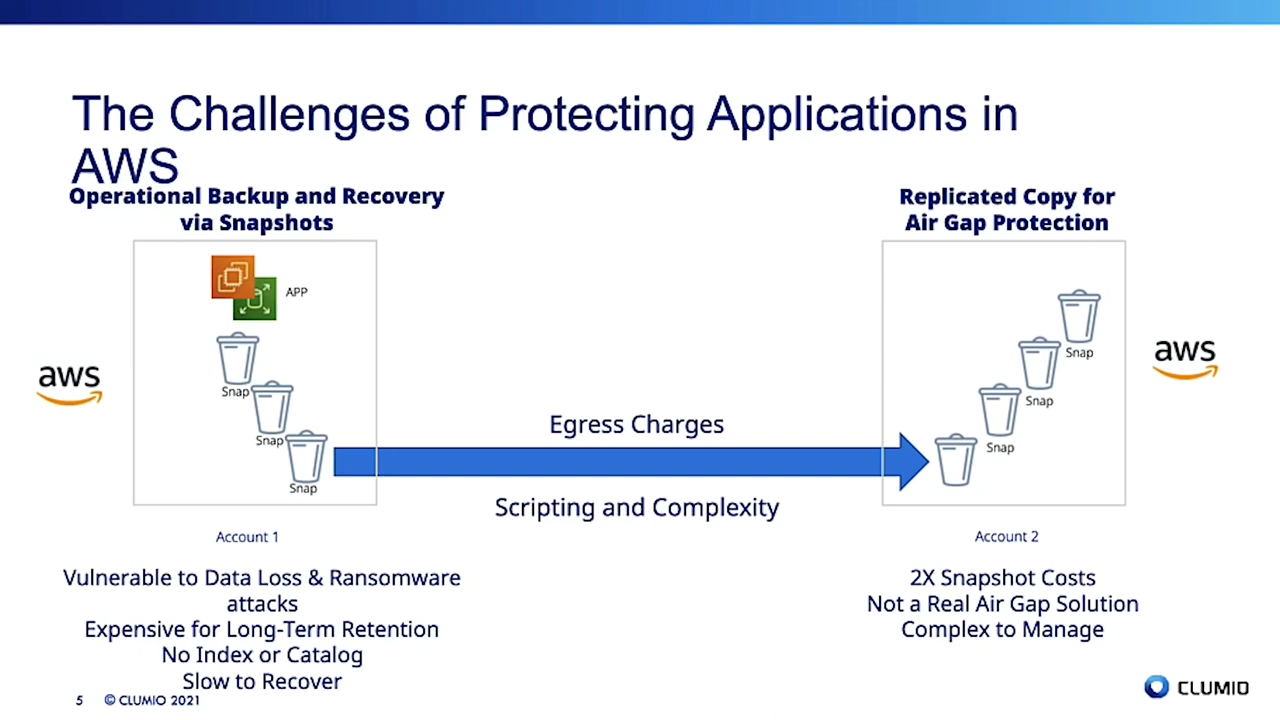 The Challenges of Protecting Applications in
AWS
Operational Backup and Recovery
via Snapshots
APP
Snap
Snap
Snap
aws
Account 1
Vulnerable to Data Loss & Ransomware
attacks
Expensive for Long-Term Retention
No Index or Catalog
Slow to Recover
Egress Charges
Scripting and Complexity
Replicated Copy for
Air Gap Protection
Snap
Snap
Snap
aws
Account 2
2X Snapshot Costs
Not a Real Air Gap Solution
Complex to Manage
5 © CLUMIO 2021
CLUMIO